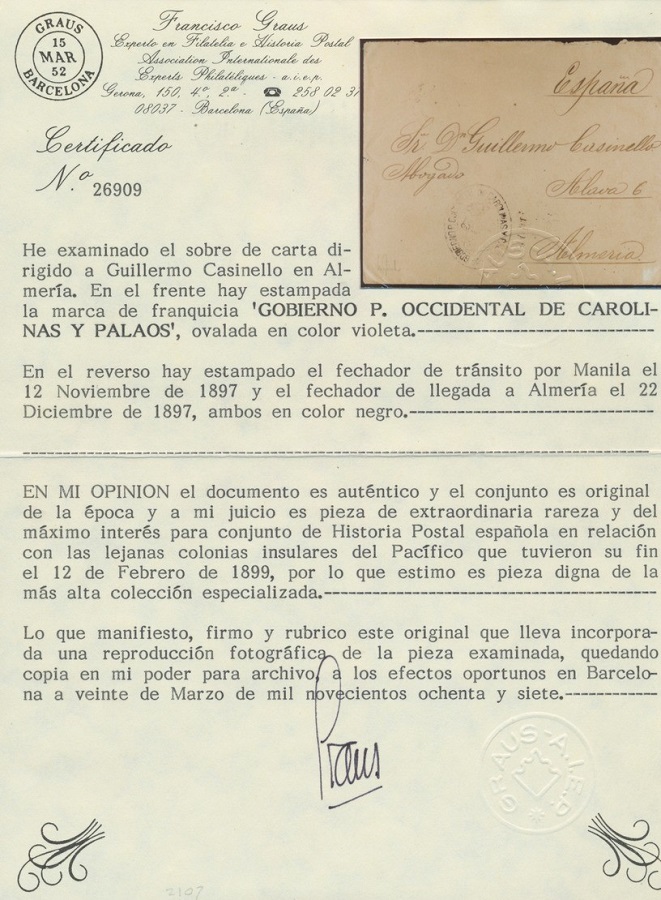 GRAUS
15
MAR
52
BARCELONA
Francisco Graus
Experto en Filatelia e Historia Postal
Association Internationale des
Experts Philatéliques - a.i.e.p.
Gerona, 150, 4º, 2ª - ☎ 258 02 31
08037 - Barcelona (España)
Certificado
N.º 26909
España
Sr. Dn Guillermo Casinello
Abogado
Alava 6
Almeria
He examinado el sobre de carta di-
rigido a Guillermo Casinello en Al-
mería. En el frente hay estampada
la marca de franquicia 'GOBIERNO P. OCCIDENTAL DE CAROLI-
NAS Y PALAOS', ovalada en color violeta.-----------------------------
En el reverso hay estampado el fechador de tránsito por Manila el
12 Noviembre de 1897 y el fechador de llegada a Almería el 22
Diciembre de 1897, ambos en color negro.-----------------------------
EN MI OPINION el documento es auténtico y el conjunto es original
de la época y a mi juicio es pieza de extraordinaria rareza y del
máximo interés para conjunto de Historia Postal española en relación
con las lejanas colonias insulares del Pacífico que tuvieron su fin
el 12 de Febrero de 1899, por lo que estimo es pieza digna de la
más alta colección especializada.----------------------------------------
Lo que manifiesto, firmo y rubrico este original que lleva incorpora-
da una reproducción fotográfica de la pieza examinada, quedando
copia en mi poder para archivo, a los efectos oportunos en Barcelo-
na a veinte de Marzo de mil novecientos ochenta y siete.-----------
Graus
GRAUS - A.I.E.P.
2107